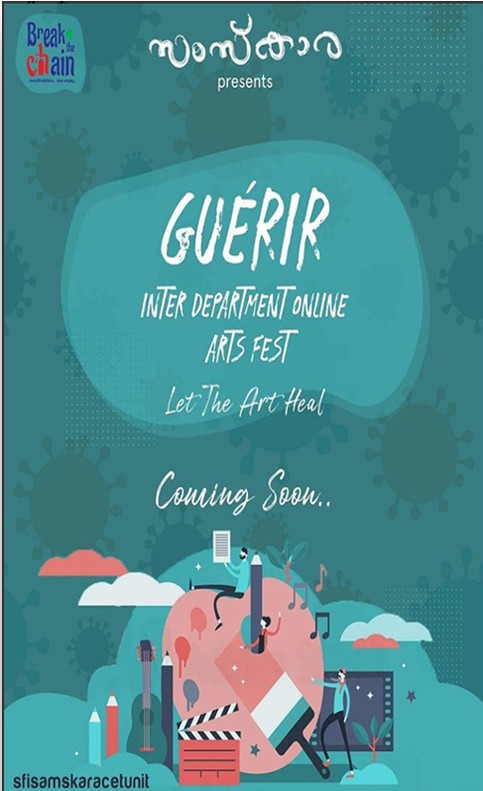 Break
the
chain
സംസ്കാര
presents
GUÉRIR
INTER DEPARTMENT ONLINE
ARTS FEST
Let The Art Heal
Coming Soon..
sfisamskaracetunit